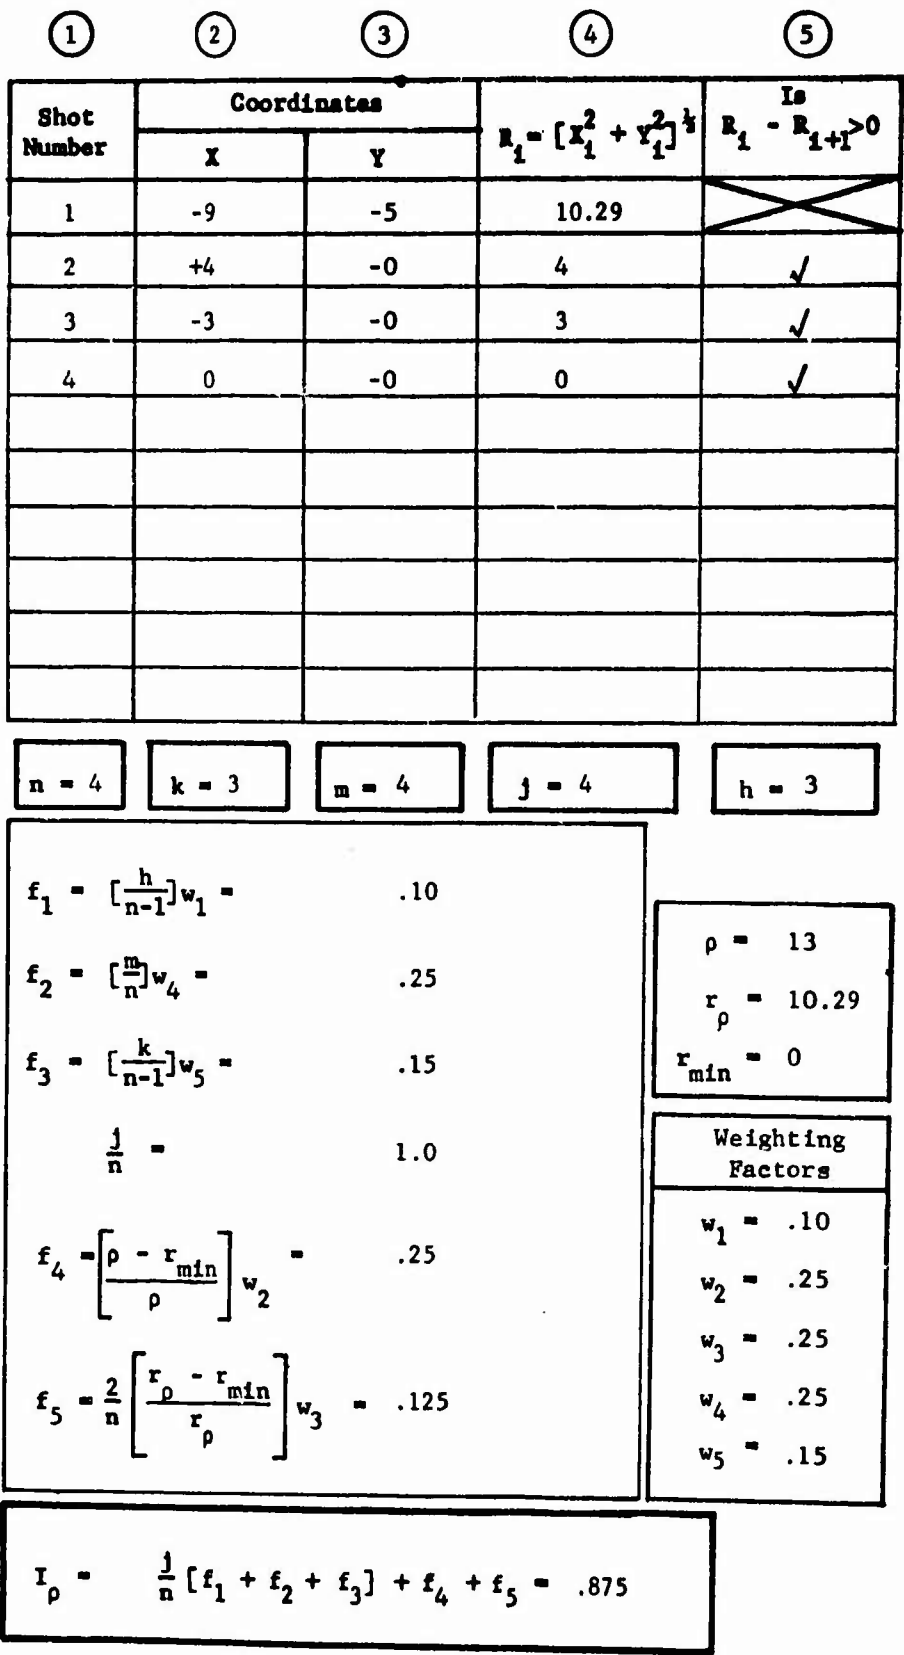 ① ② ③ ④ ⑤
Shot Number | Coordinates | R_i = [X_i^2 + Y_i^2]^½ | Is R_i - R_{i+1}>0
X | Y
1 | -9 | -5 | 10.29
2 | +4 | -0 | 4 | ✓
3 | -3 | -0 | 3 | ✓
4 | 0 | -0 | 0 | ✓
n = 4 | k = 3 | m = 4 | j = 4 | h = 3
f_1 = [h/n-1]w_1 = .10
f_2 = [m/n]w_4 = .25
f_3 = [k/n-1]w_5 = .15
j/n = 1.0
f_4 = [ρ - r_min / ρ] w_2 = .25
f_5 = 2/n [r_ρ - r_min / r_ρ] w_3 = .125
ρ = 13
r_ρ = 10.29
r_min = 0
Weighting
Factors
w_1 = .10
w_2 = .25
w_3 = .25
w_4 = .25
w_5 = .15
I_ρ = j/n [f_1 + f_2 + f_3] + f_4 + f_5 = .875